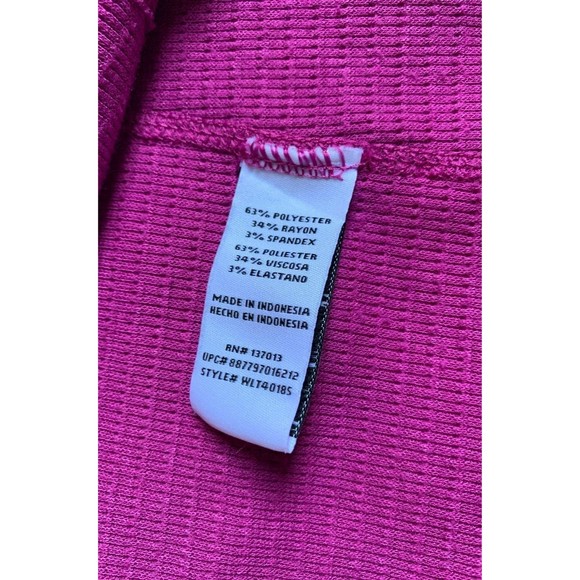 63% POLYESTER
34% RAYON
3% SPANDEX
63% POLIESTER
34% VISCOSA
3% ELASTANO
MADE IN INDONESIA
HECHO EN INDONESIA
RN# 137013
UPC# 887797016212
STYLE# WLT4018S